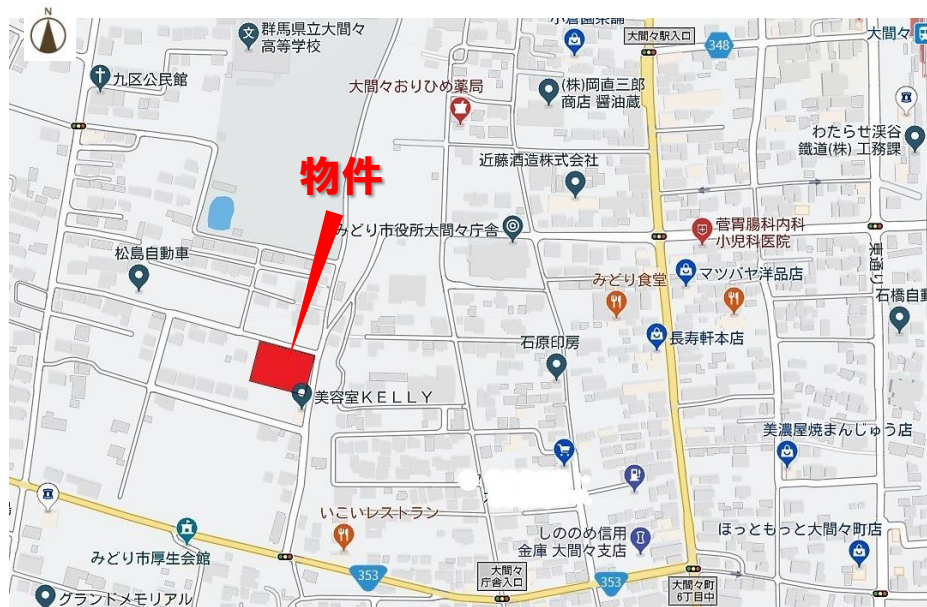 N
群馬県立大間々
高等学校
小倉園茶舗
大間々駅入口
348
大間々
九区公民館
大間々おりひめ薬局
(株)岡直三郎
商店 醤油蔵
わたらせ渓谷
鐵道(株) 工務課
物件
近藤酒造株式会社
みどり市役所大間々庁舎
菅胃腸科内科
小児科医院
松島自動車
東通り
みどり食堂
マツバヤ洋品店
石橋自動
石原印房
長寿軒本店
美容室KELLY
美濃屋焼まんじゅう店
いこいレストラン
しののめ信用
金庫 大間々支店
ほっともっと大間々町店
みどり市厚生会館
353
大間々
庁舎入口
353
大間々町
6丁目中
グランドメモリアル